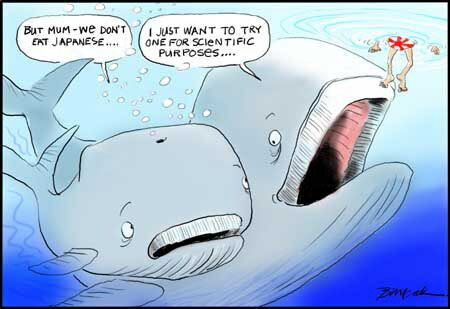 BUT MUM-WE DON'T
EAT JAPANESE....
I JUST WANT TO TRY
ONE FOR SCIENTIFIC
PURPOSES....